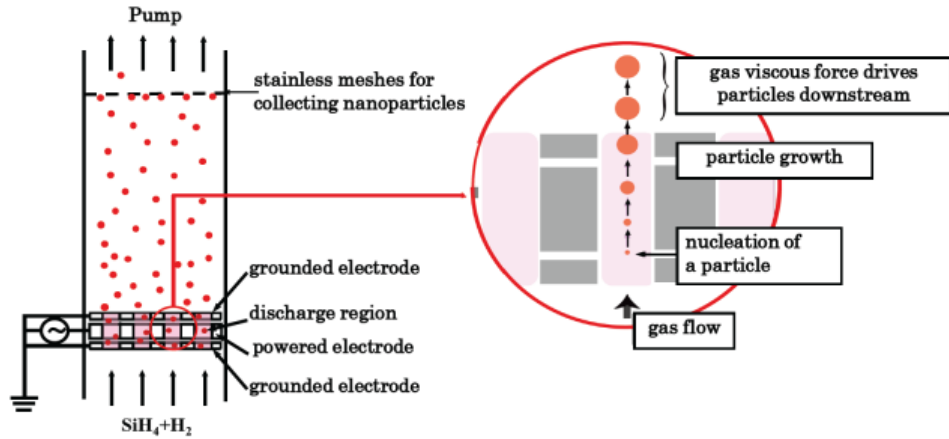 Pump
stainless meshes for
collecting nanoparticles
grounded electrode
discharge region
powered electrode
grounded electrode
SiH₄+H₂
gas viscous force drives
particles downstream
particle growth
nucleation of
a particle
gas flow